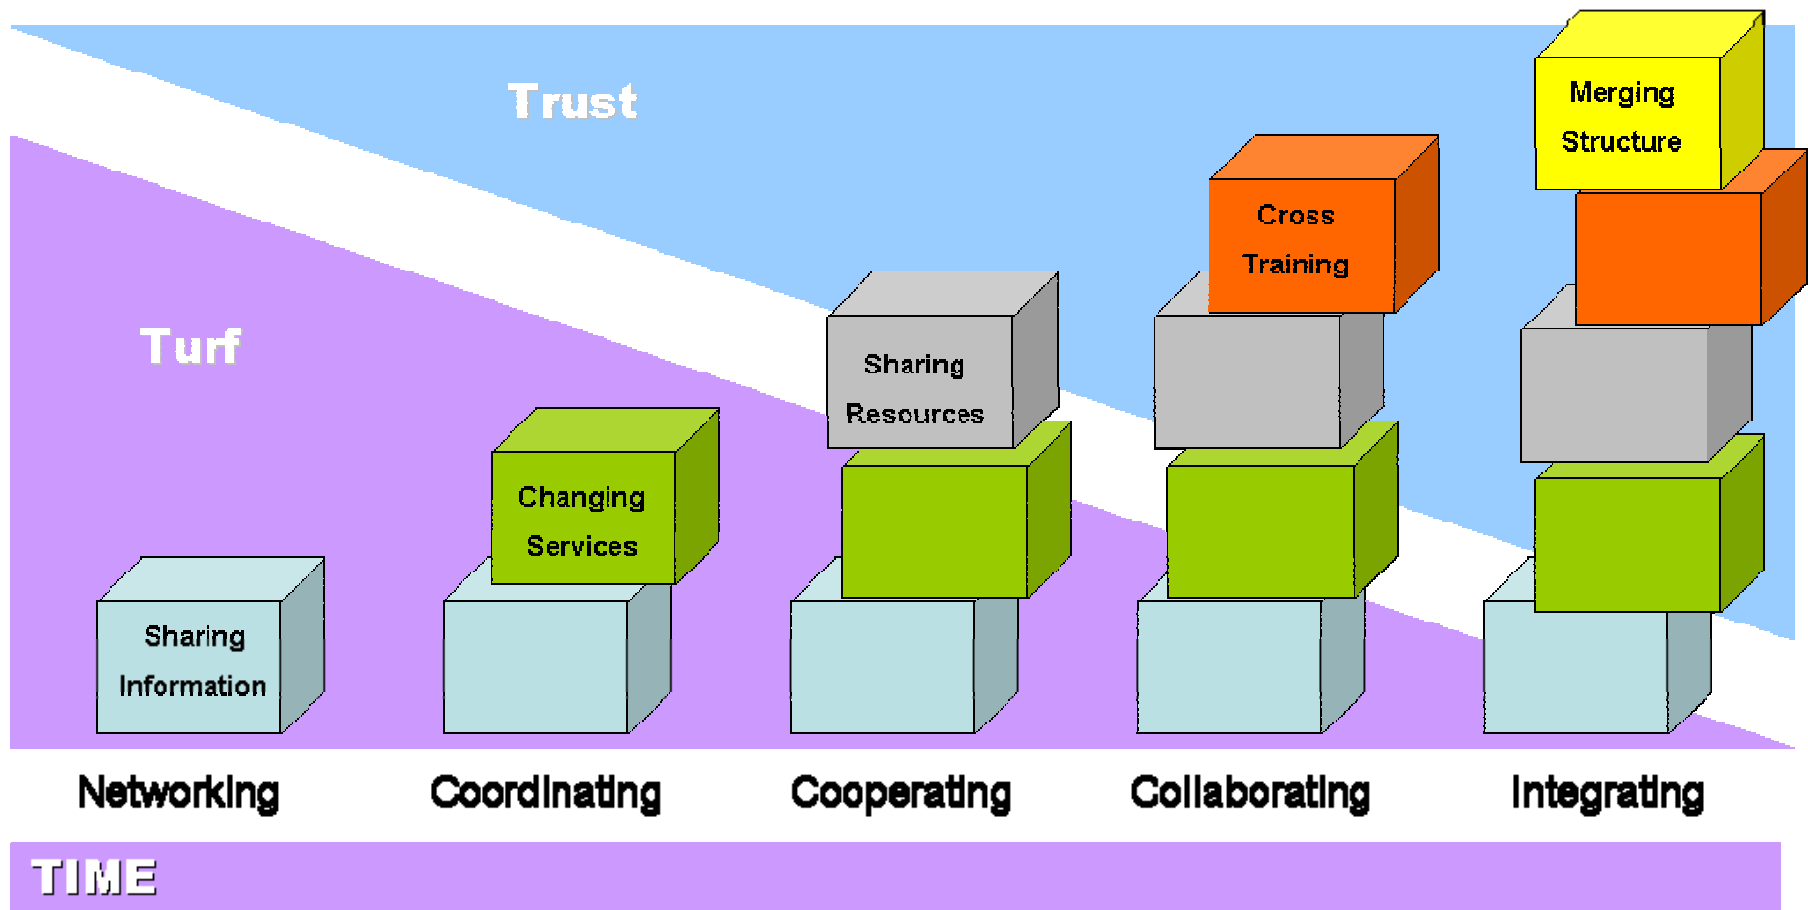 Trust
Merging
Structure
Cross
Training
Turf
Sharing
Resources
Changing
Services
Sharing
Information
Networking
Coordinating
Cooperating
Collaborating
Integrating
TIME